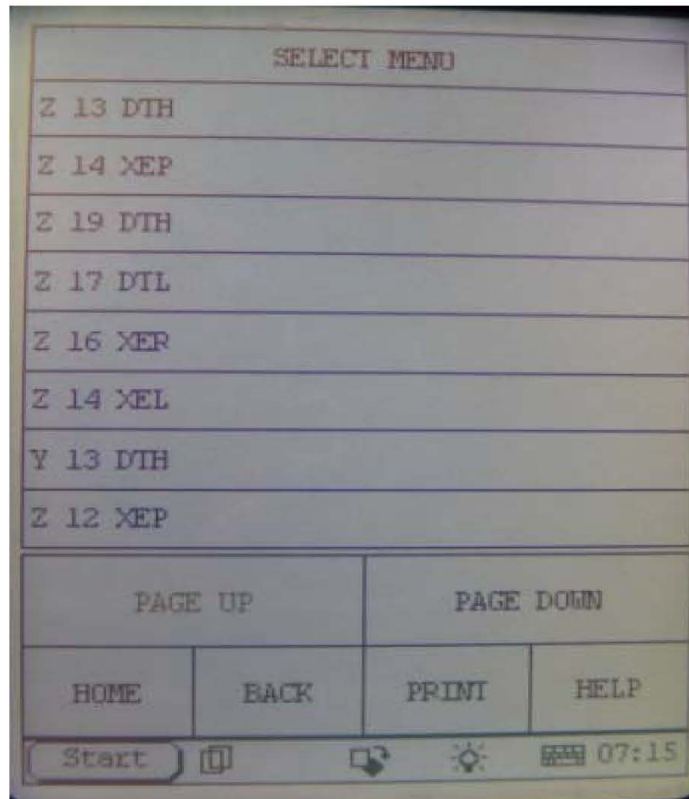 SELECT MENU
Z 13 DTH
Z 14 XEP
Z 19 DTH
Z 17 DTL
Z 16 XER
Z 14 XEL
Y 13 DTH
Z 12 XEP
PAGE UP PAGE DOWN
HOME BACK PRINT HELP
Start 07:15